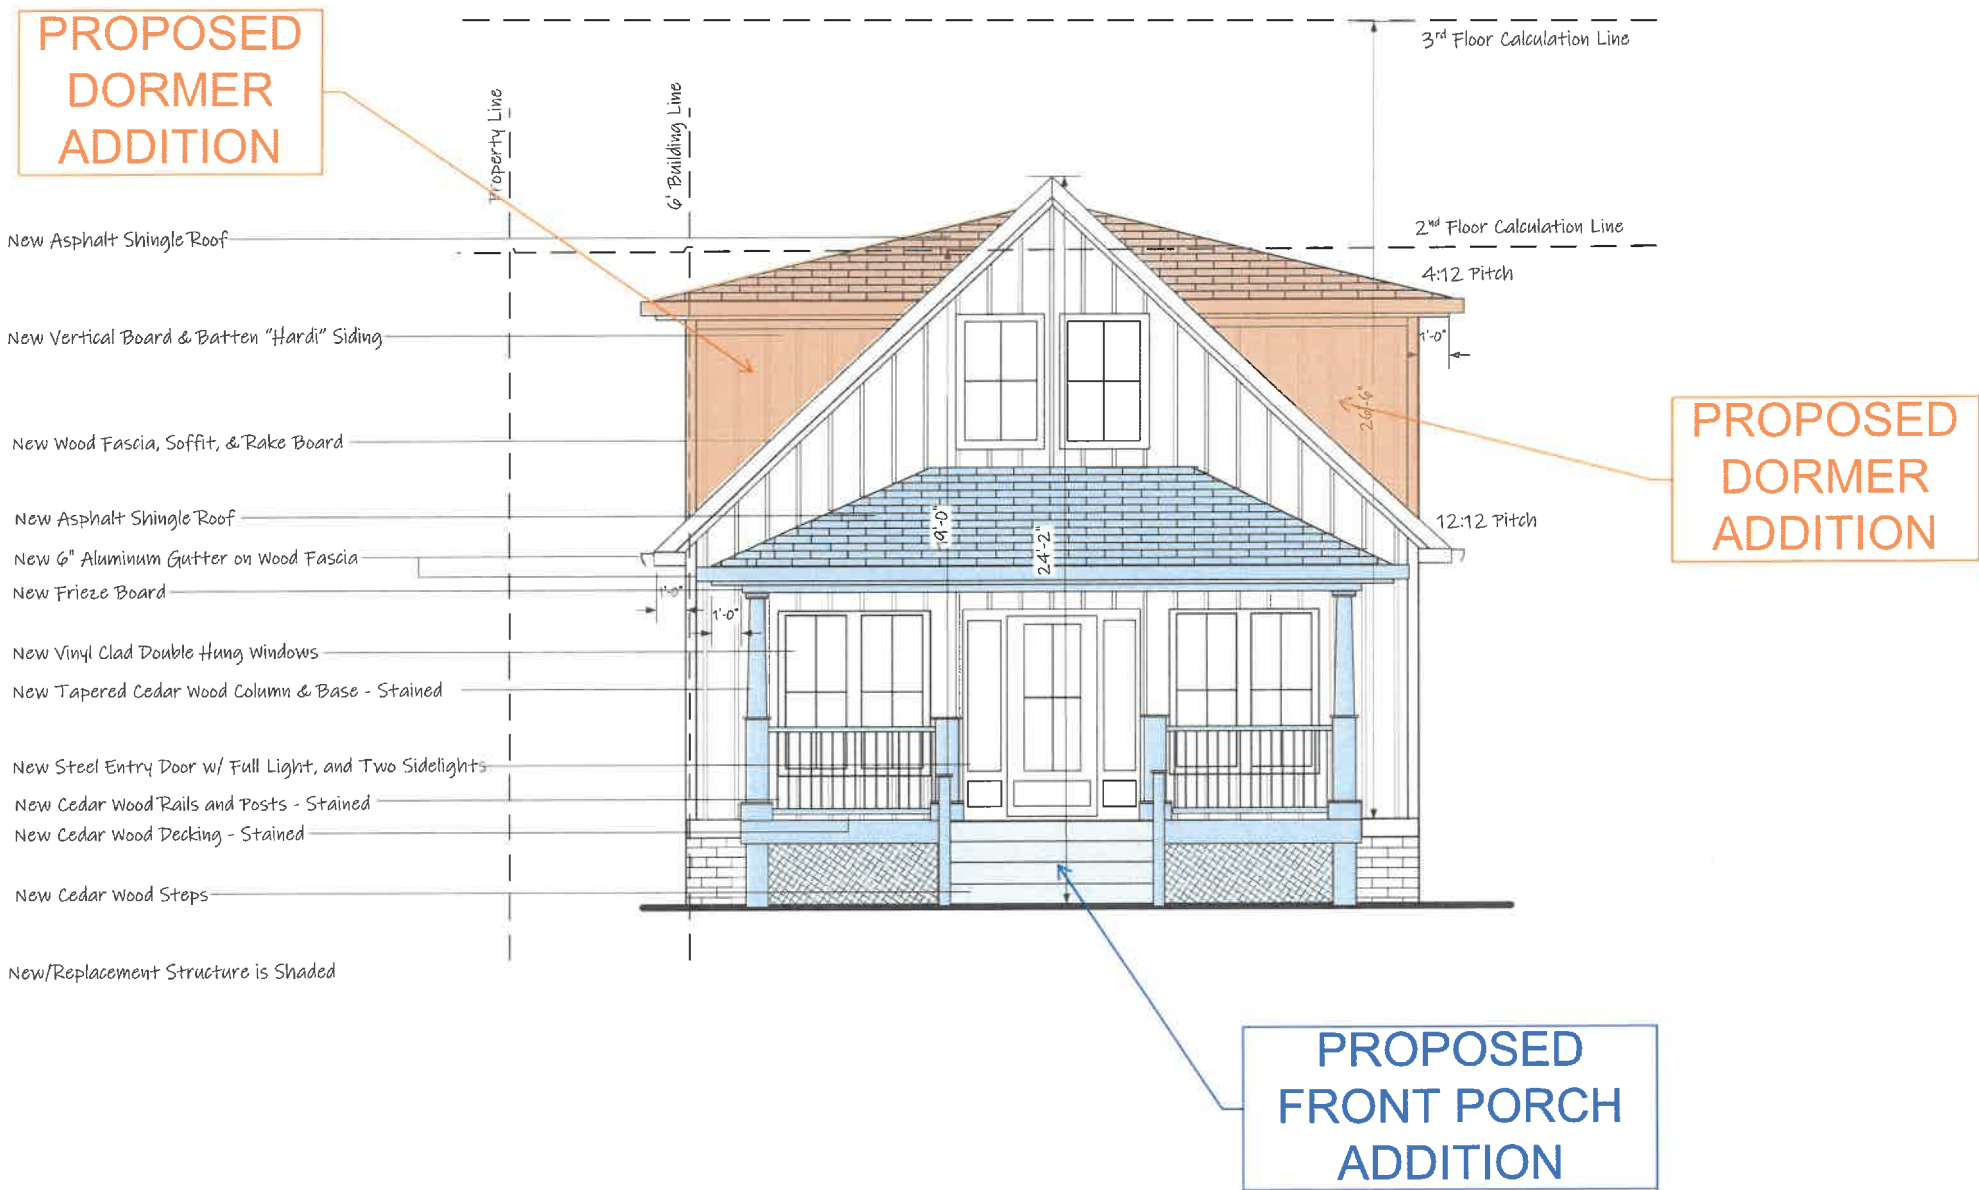 PROPOSED
DORMER
ADDITION
3rd Floor Calculation Line
Property Line
6' Building Line
New Asphalt Shingle Roof
2nd Floor Calculation Line
4:12 Pitch
New Vertical Board & Batten "Hardi" Siding
1'-0"
26'-6"
PROPOSED
DORMER
ADDITION
New Wood Fascia, Soffit, & Rake Board
New Asphalt Shingle Roof
12:12 Pitch
9'-0"
24'-2"
New 6" Aluminum Gutter on Wood Fascia
New Frieze Board
1'-0"
1'-0"
New Vinyl Clad Double Hung Windows
New Tapered Cedar Wood Column & Base - Stained
New Steel Entry Door w/ Full Light, and Two Sidelights
New Cedar Wood Rails and Posts - Stained
New Cedar Wood Decking - Stained
New Cedar Wood Steps
New/Replacement Structure is Shaded
PROPOSED
FRONT PORCH
ADDITION